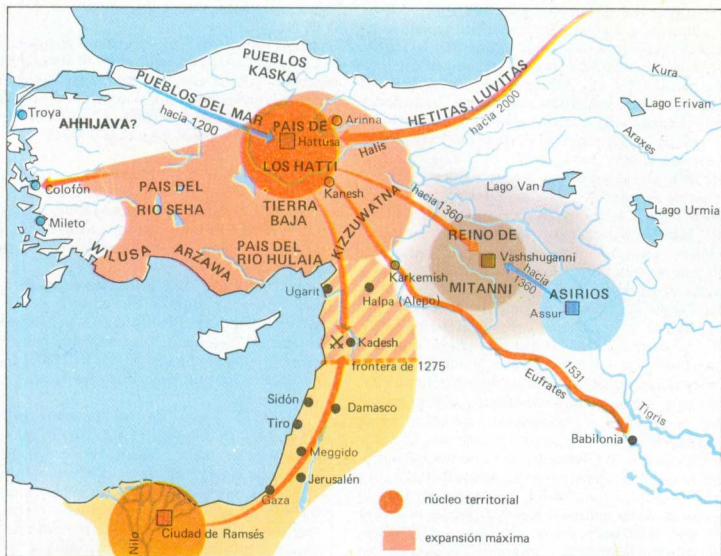 PUEBLOS
KASKA
Kura
Lago Erivan
Araxes
HETITAS, LUVITAS
hacia 2000
PUEBLOS DEL MAR
hacia 1200
Troya
AHHIJAVA?
PAIS DE
Hattusa
LOS HATTI
Arinna
Halis
Kanesh
Colofón
Mileto
PAIS DEL
RIO SEHA
TIERRA
BAJA
PAIS DEL
RIO HULAIA
WILUSA
ARZAWA
KIZZUWATNA
hacia 1360
Lago Van
Lago Urmia
REINO DE
Vashshuganni
MITANNI
hacia
1360
ASIRIOS
Assur
Karkemish
Ugarit
Halpa (Alepo)
Kadesh
frontera de 1275
1531
Eufrates
Tigris
Babilonia
Sidón
Damasco
Tiro
Meggido
Jerusalén
Gaza
Ciudad de Ramsés
Nilo
núcleo territorial
expansión máxima